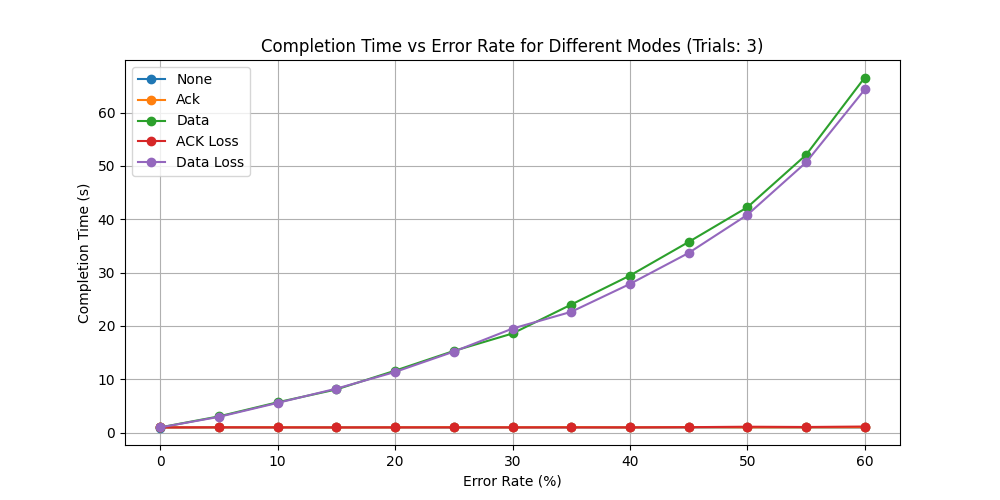 Completion Time vs Error Rate for Different Modes (Trials: 3)
None
Ack
Data
ACK Loss
Data Loss
Completion Time (s)
60
50
40
30
20
10
0
0 10 20 30 40 50 60
Error Rate (%)